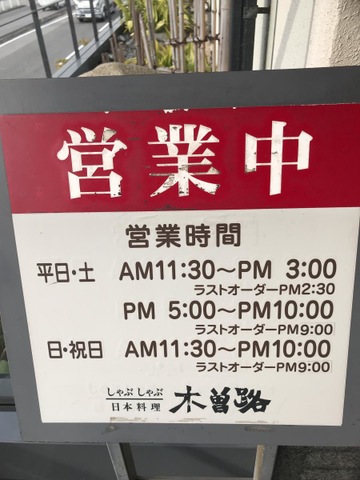 営業中
営業時間
平日・土 AM11:30～PM 3:00
ラストオーダーPM2:30
PM 5:00～PM10:00
ラストオーダーPM9:00
日・祝日 AM11:30～PM10:00
ラストオーダーPM9:00
しゃぶしゃぶ
日本料理
木曽路